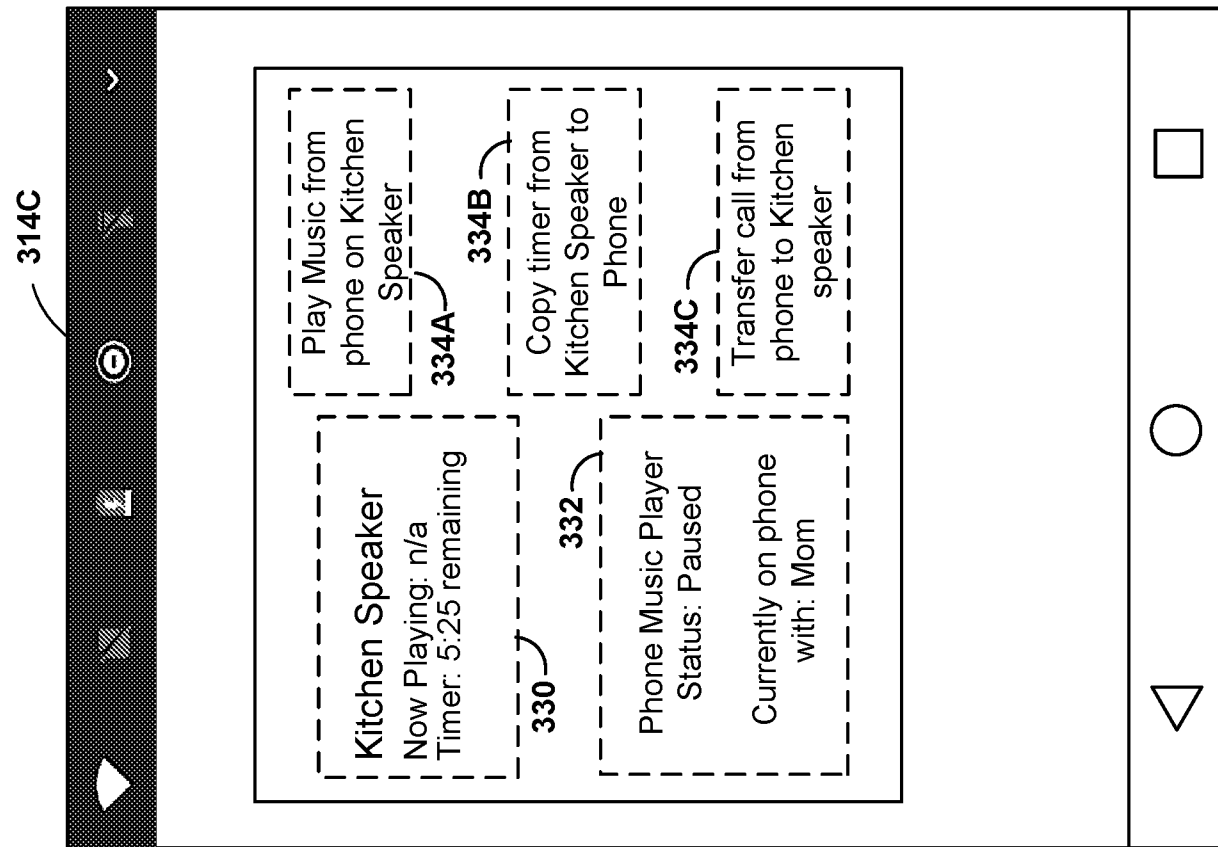 314C
Kitchen Speaker
Now Playing: n/a
Timer: 5:25 remaining
330
332
Phone Music Player
Status: Paused
Currently on phone
with: Mom
Play Music from
phone on Kitchen
Speaker
334A
334B
Copy timer from
Kitchen Speaker to
Phone
334C
Transfer call from
phone to Kitchen
speaker